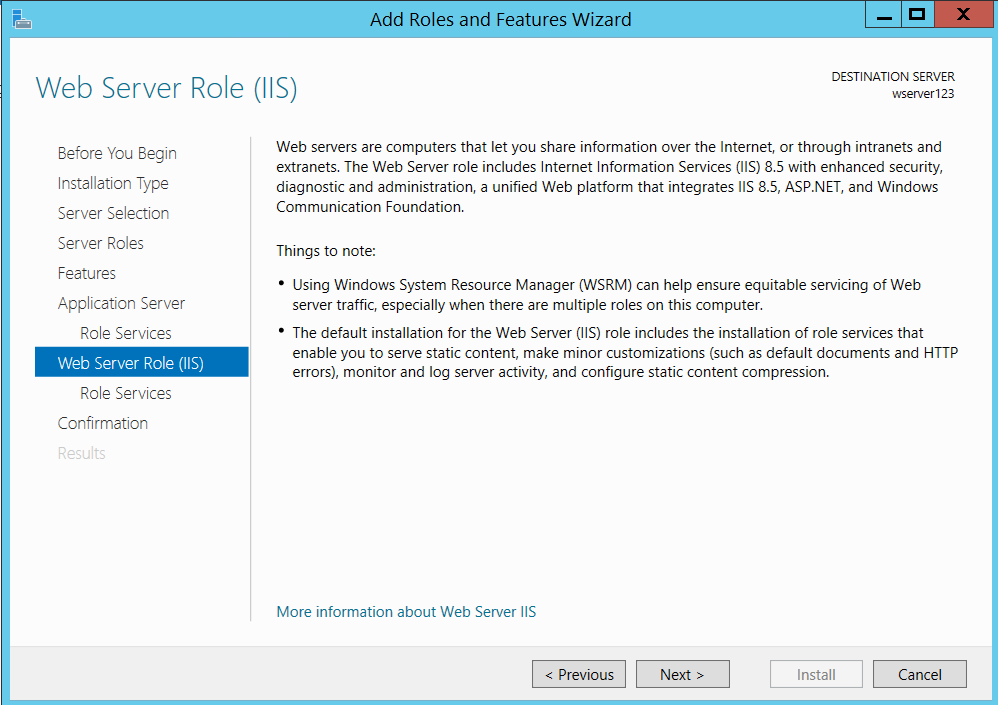 Add Roles and Features Wizard
Web Server Role (IIS)
DESTINATION SERVER
wserver123
Before You Begin
Installation Type
Server Selection
Server Roles
Features
Application Server
Role Services
Web Server Role (IIS)
Role Services
Confirmation
Results
Web servers are computers that let you share information over the Internet, or through intranets and
extranets. The Web Server role includes Internet Information Services (IIS) 8.5 with enhanced security,
diagnostic and administration, a unified Web platform that integrates IIS 8.5, ASP.NET, and Windows
Communication Foundation.
Things to note:
• Using Windows System Resource Manager (WSRM) can help ensure equitable servicing of Web
server traffic, especially when there are multiple roles on this computer.
• The default installation for the Web Server (IIS) role includes the installation of role services that
enable you to serve static content, make minor customizations (such as default documents and HTTP
errors), monitor and log server activity, and configure static content compression.
More information about Web Server IIS
< Previous
Next >
Install
Cancel